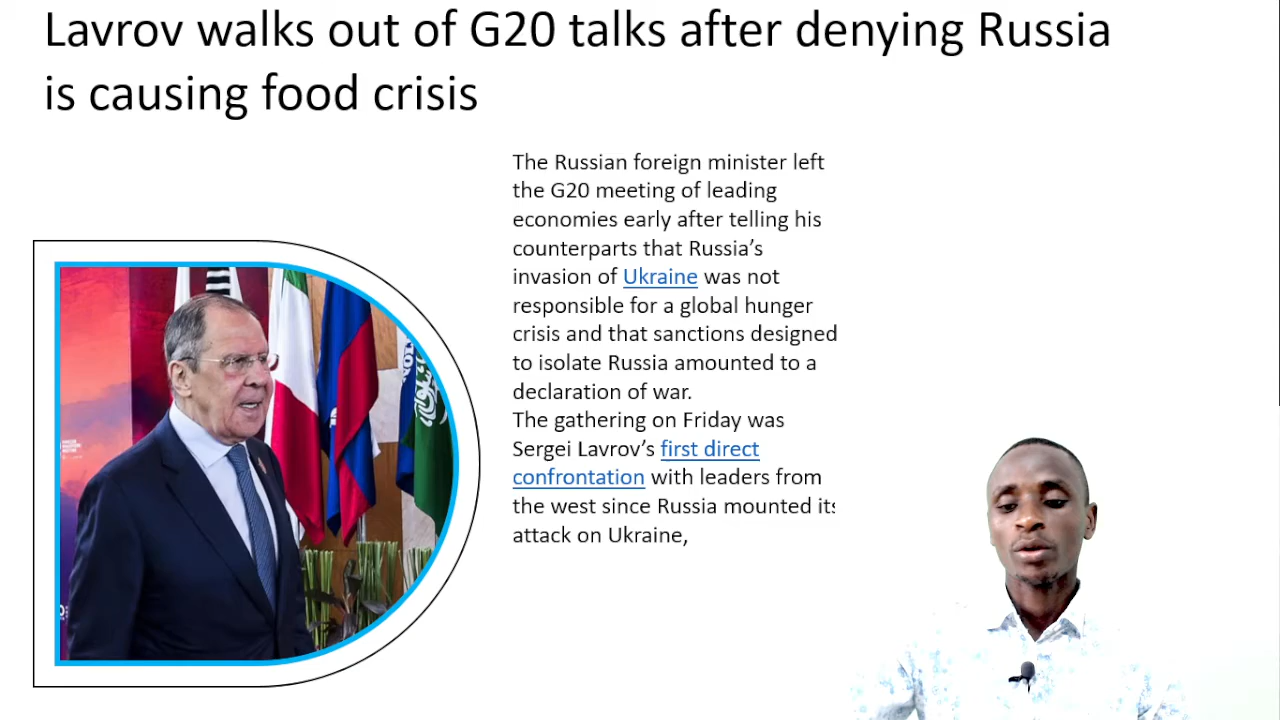 Lavrov walks out of G20 talks after denying Russia
is causing food crisis
The Russian foreign minister left
the G20 meeting of leading
economies early after telling his
counterparts that Russia’s
invasion of Ukraine was not
responsible for a global hunger
crisis and that sanctions designed
to isolate Russia amounted to a
declaration of war.
The gathering on Friday was
Sergei Lavrov’s first direct
confrontation with leaders from
the west since Russia mounted its
attack on Ukraine,